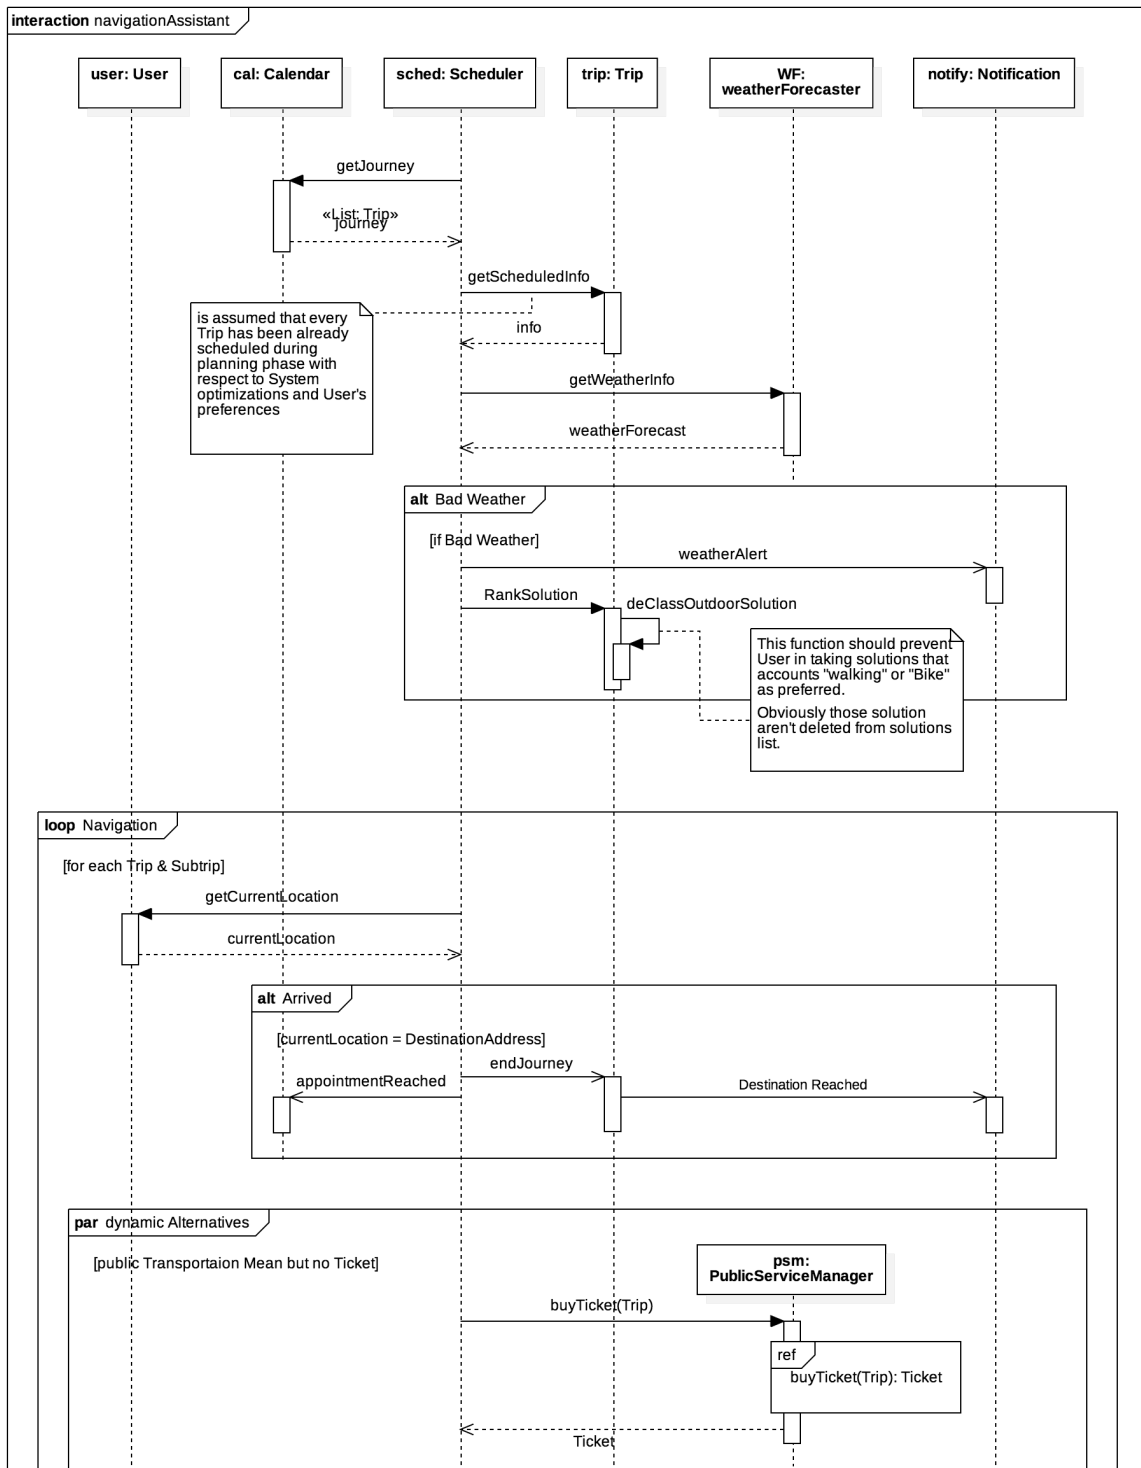 interaction navigationAssistant
user: User
cal: Calendar
sched: Scheduler
trip: Trip
WF:
weatherForecaster
notify: Notification
getJourney
«List: Trip»
journey
getScheduledInfo
is assumed that every
Trip has been already
scheduled during
planning phase with
respect to System
optimizations and User's
preferences
info
getWeatherInfo
weatherForecast
alt Bad Weather
[if Bad Weather]
weatherAlert
RankSolution
deClassOutdoorSolution
This function should prevent
User in taking solutions that
accounts "walking" or "Bike"
as preferred.
Obviously those solution
aren't deleted from solutions
list.
loop Navigation
[for each Trip & Subtrip]
getCurrentLocation
currentLocation
alt Arrived
[currentLocation = DestinationAddress]
endJourney
appointmentReached
Destination Reached
par dynamic Alternatives
[public Transportaion Mean but no Ticket]
psm:
PublicServiceManager
buyTicket(Trip)
ref
buyTicket(Trip): Ticket
Ticket